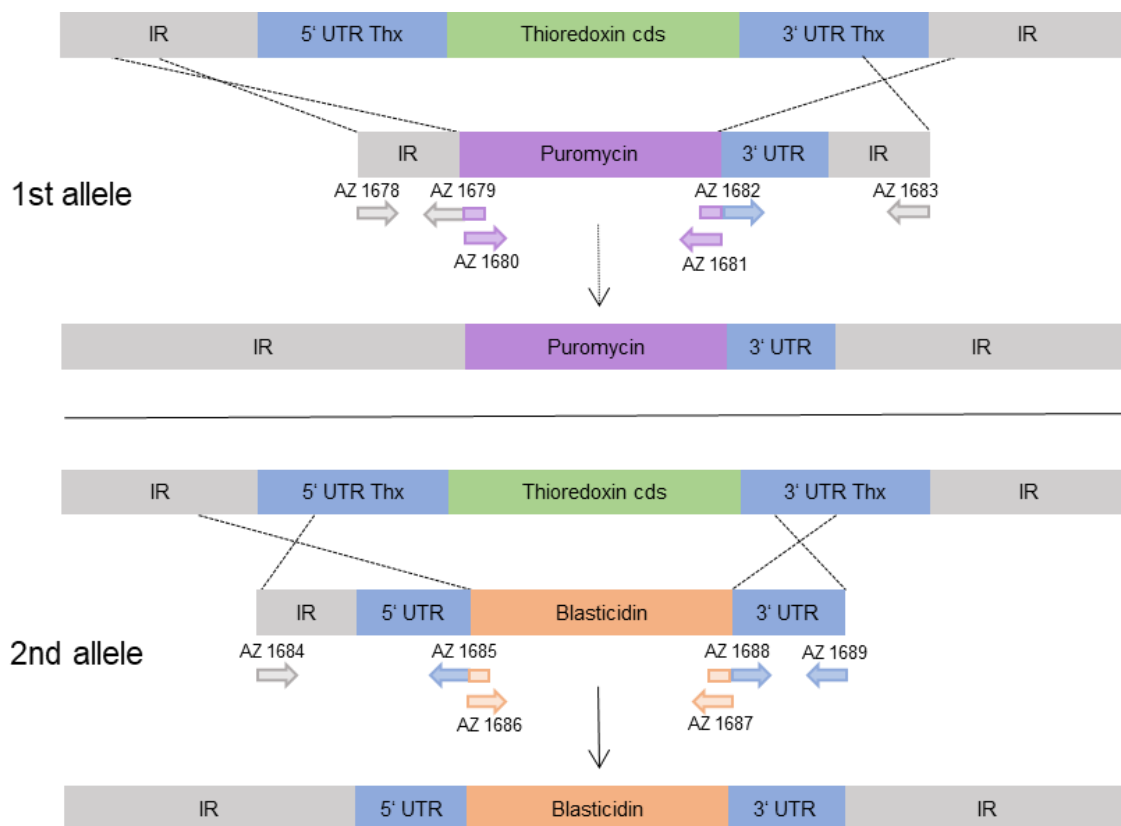 IR 5‘ UTR Thx Thioredoxin cds 3‘ UTR Thx IR
IR Puromycin 3‘ UTR IR
1st allele
AZ 1678 AZ 1679 AZ 1682 AZ 1683
AZ 1680 AZ 1681
IR Puromycin 3‘ UTR IR
IR 5‘ UTR Thx Thioredoxin cds 3‘ UTR Thx IR
IR 5‘ UTR Blasticidin 3‘ UTR
2nd allele
AZ 1684 AZ 1685 AZ 1688 AZ 1689
AZ 1686 AZ 1687
IR 5‘ UTR Blasticidin 3‘ UTR IR